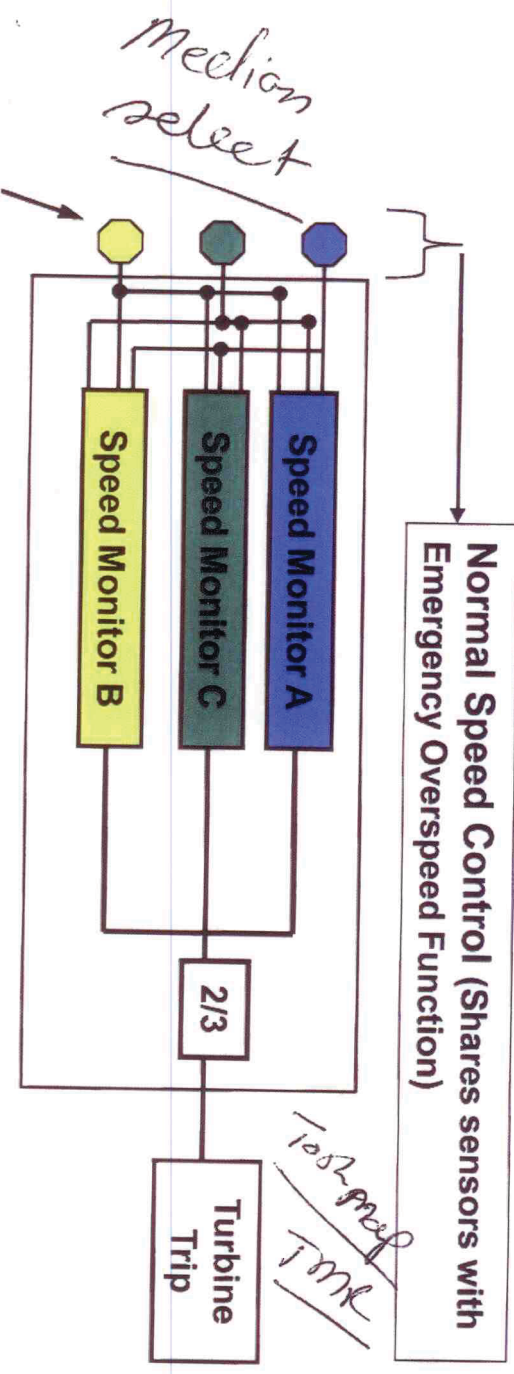 Normal Speed Control (Shares sensors with
Emergency Overspeed Function)
Median
select
Speed Monitor A
Speed Monitor C
Speed Monitor B
2/3
Turbine
Trip
TMR